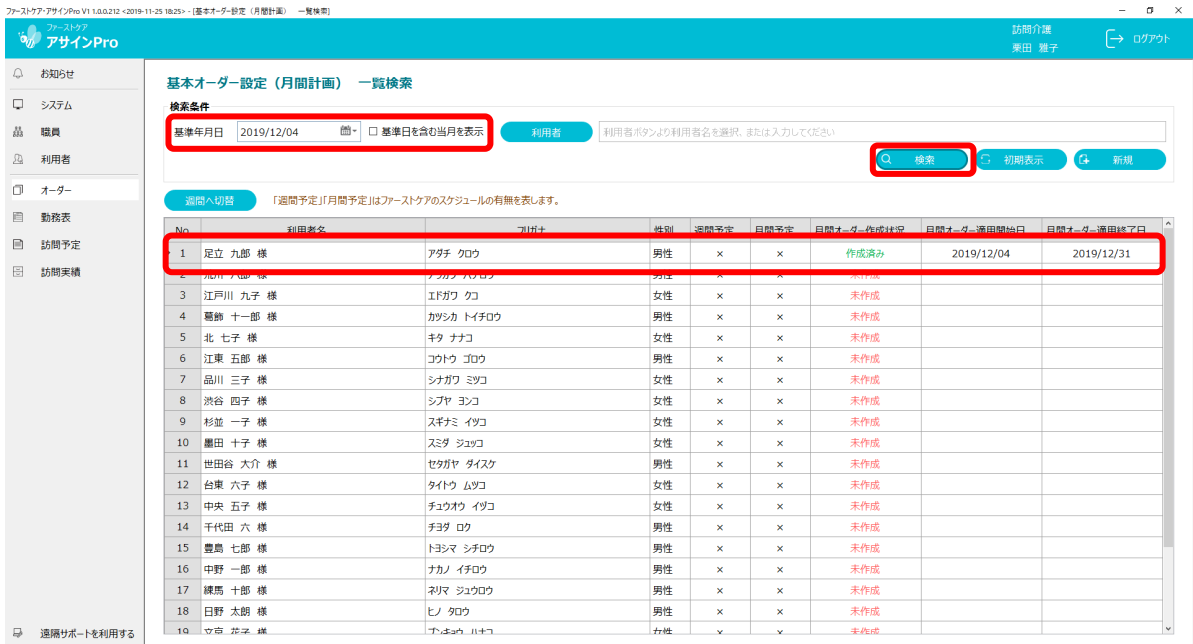 ファーストケア・アサインPro V1 1.0.0.212 <2019-11-25 18:25> - [基本オーダー設定（月間計画）　一覧検索]
ファーストケア
アサインPro
訪問介護
栗田 雅子
ログアウト
お知らせ
システム
職員
利用者
オーダー
勤務表
訪問予定
訪問実績
遠隔サポートを利用する
基本オーダー設定（月間計画）　一覧検索
検索条件
基準年月日 2019/12/04 基準日を含む当月を表示 利用者 利用者ボタンより利用者名を選択、または入力してください
検索 初期表示 新規
週間へ切替 「週間予定」「月間予定」はファーストケアのスケジュールの有無を表します。
No 利用者名 フリガナ 性別 週間予定 月間予定 月間オーダー作成状況 月間オーダー適用開始日 月間オーダー適用終了日
1 足立 九郎 様 アダチ クロウ 男性 × × 作成済み 2019/12/04 2019/12/31
2
3 江戸川 九子 様 エドガワ クコ 女性 × × 未作成
4 葛飾 十一郎 様 カツシカ トイチロウ 男性 × × 未作成
5 北 七子 様 キタ ナナコ 女性 × × 未作成
6 江東 五郎 様 コウトウ ゴロウ 男性 × × 未作成
7 品川 三子 様 シナガワ ミツコ 女性 × × 未作成
8 渋谷 四子 様 シブヤ ヨンコ 女性 × × 未作成
9 杉並 一子 様 スギナミ イツコ 女性 × × 未作成
10 墨田 十子 様 スミダ ジュッコ 女性 × × 未作成
11 世田谷 大介 様 セタガヤ ダイスケ 男性 × × 未作成
12 台東 六子 様 タイトウ ムツコ 女性 × × 未作成
13 中央 五子 様 チュウオウ イヅコ 女性 × × 未作成
14 千代田 六 様 チヨダ ロク 男性 × × 未作成
15 豊島 七郎 様 トヨシマ シチロウ 男性 × × 未作成
16 中野 一郎 様 ナカノ イチロウ 男性 × × 未作成
17 練馬 十郎 様 ネリマ ジュウロウ 男性 × × 未作成
18 日野 太朗 様 ヒノ タロウ 男性 × × 未作成
19 文京 花子 様 ブンキョウ ハナコ 女性 × × 未作成